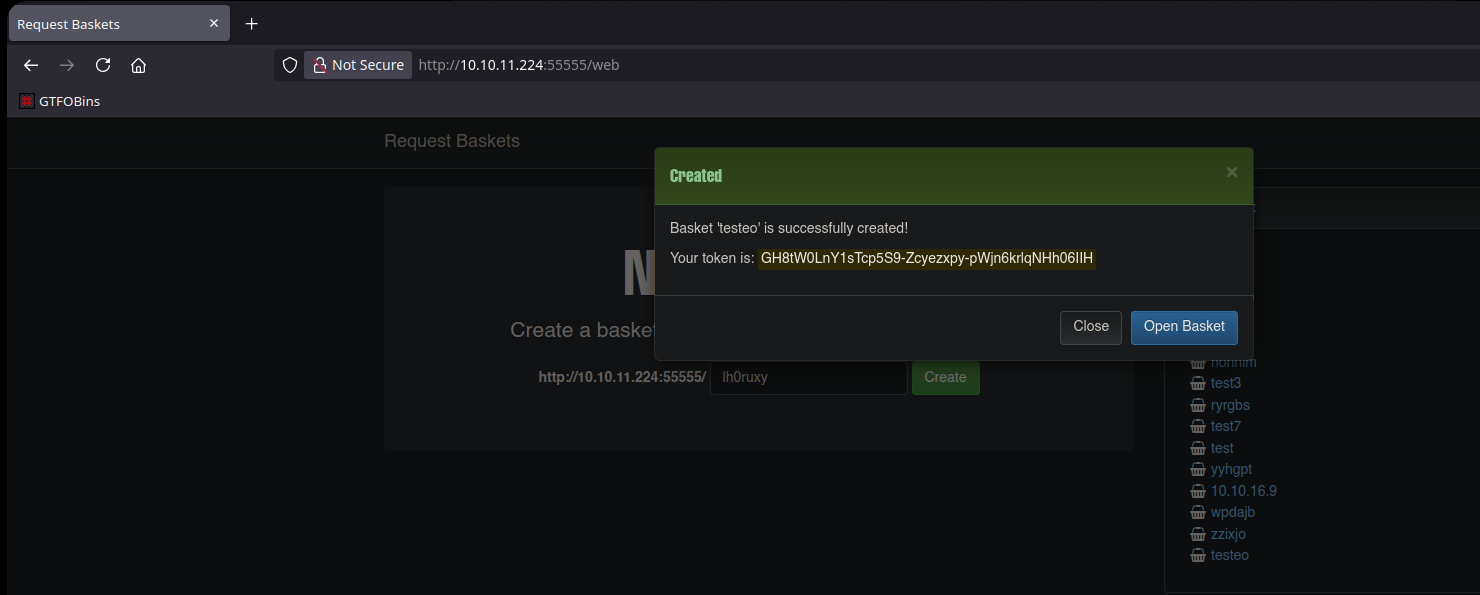 Request Baskets
Not Secure http://10.10.11.224:55555/web
GTFOBins
Request Baskets
Created
Basket 'testeo' is successfully created!
Your token is: GH8tW0LnY1sTcp5S9-Zcyezxpy-pWjn6krlqNHh06IIH
Close Open Basket
N
Create a basket
http://10.10.11.224:55555/ lh0ruxy Create
test3
ryrgbs
test7
test
yyhgpt
10.10.16.9
wpdajb
zzixjo
testeo